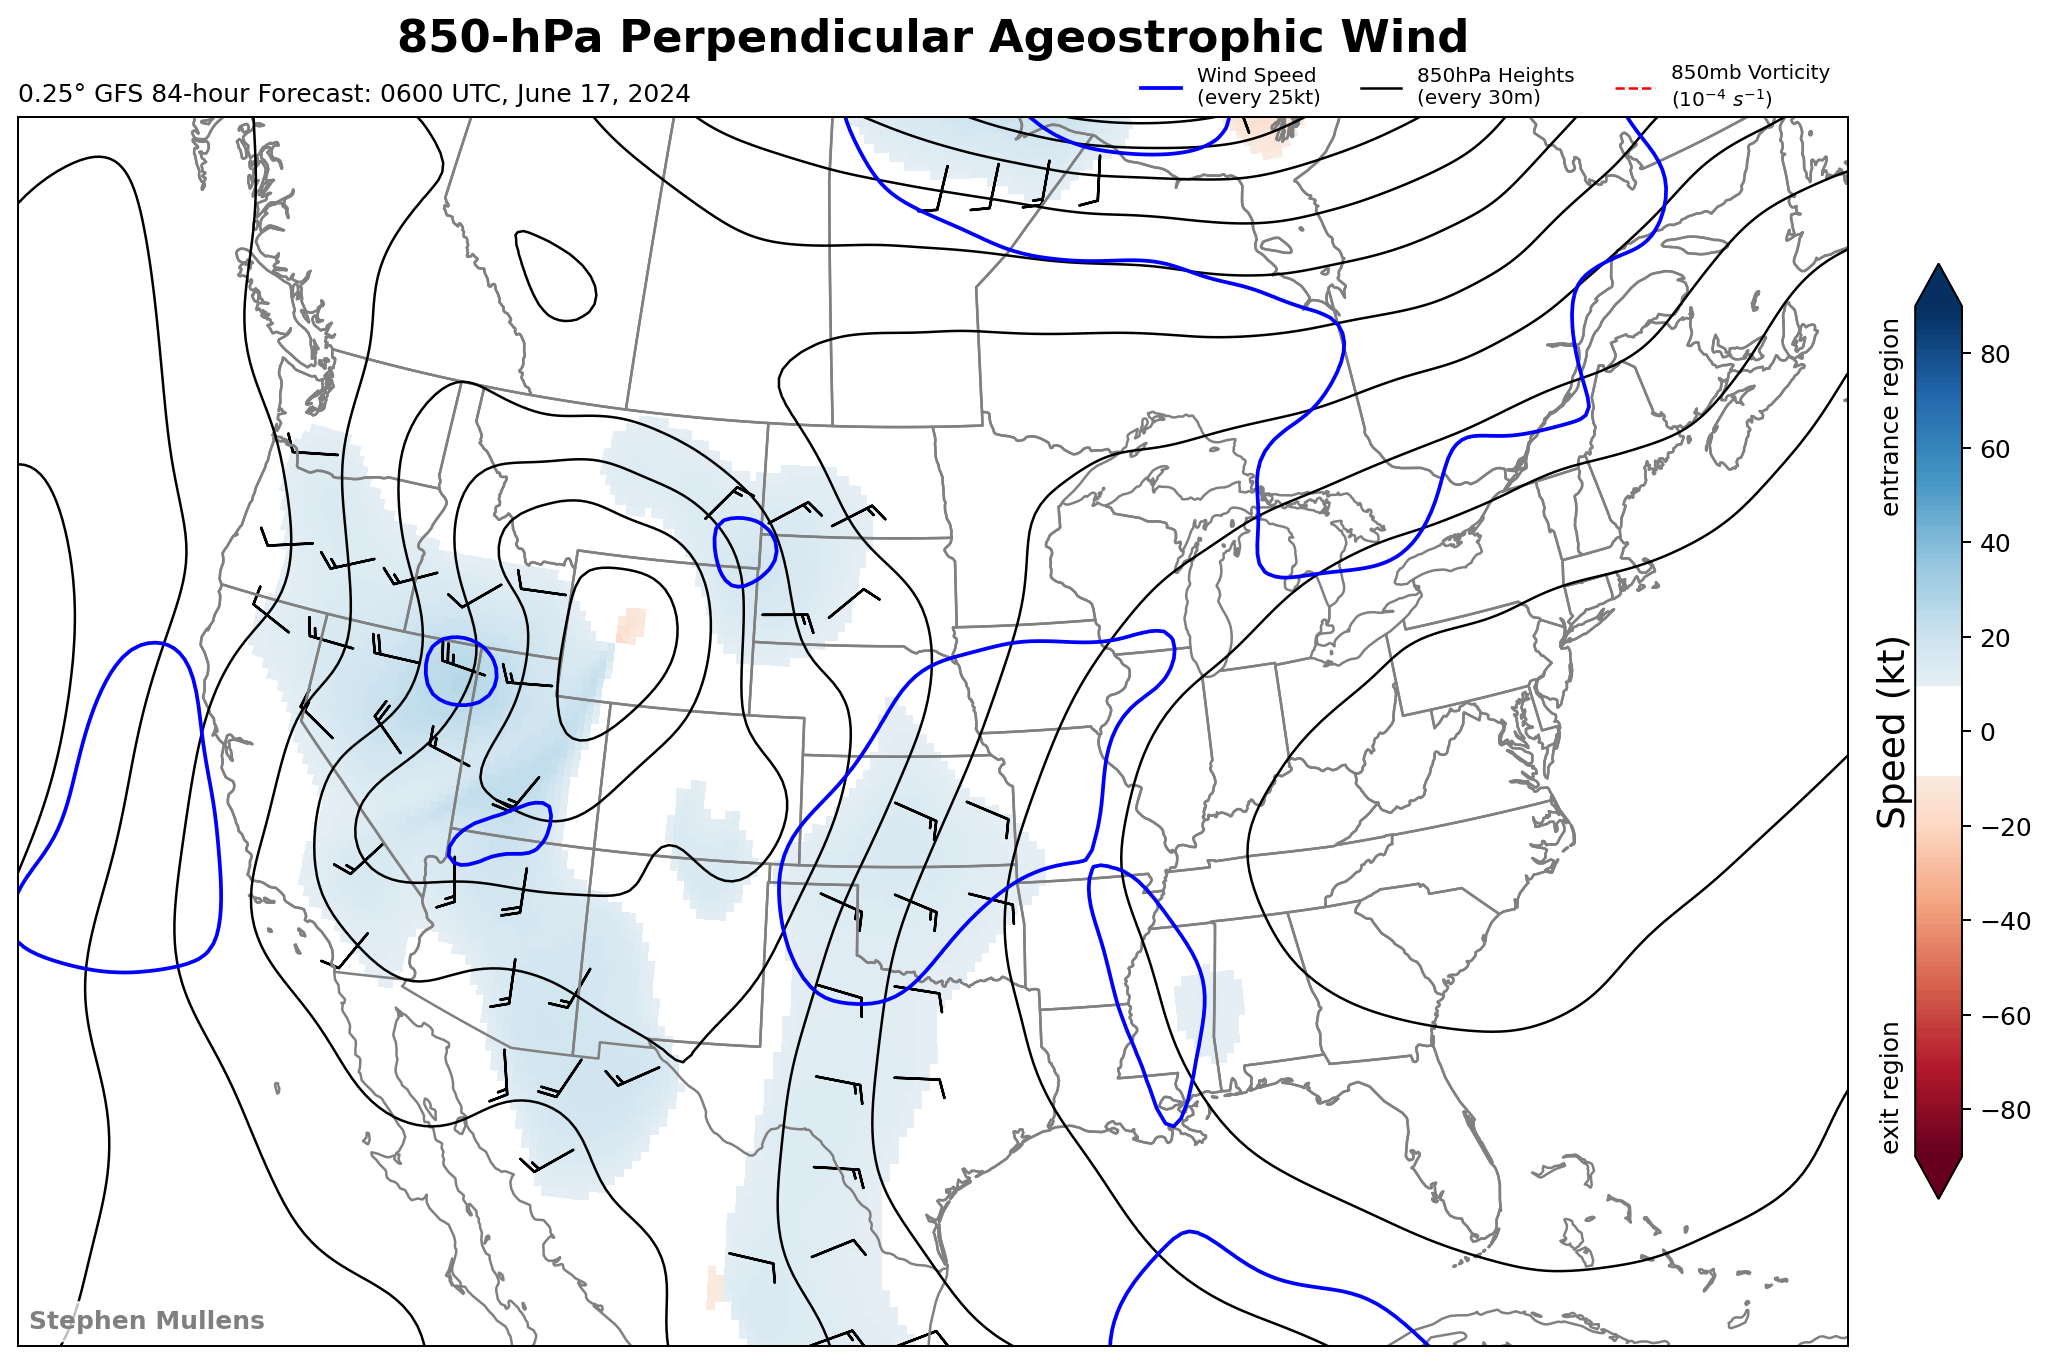 850-hPa Perpendicular Ageostrophic Wind
0.25° GFS 84-hour Forecast: 0600 UTC, June 17, 2024
Wind Speed
(every 25kt)
850hPa Heights
(every 30m)
850mb Vorticity
(10⁻⁴ s⁻¹)
entrance region
Speed (kt)
exit region
80
60
40
20
0
−20
−40
−60
−80
Stephen Mullens